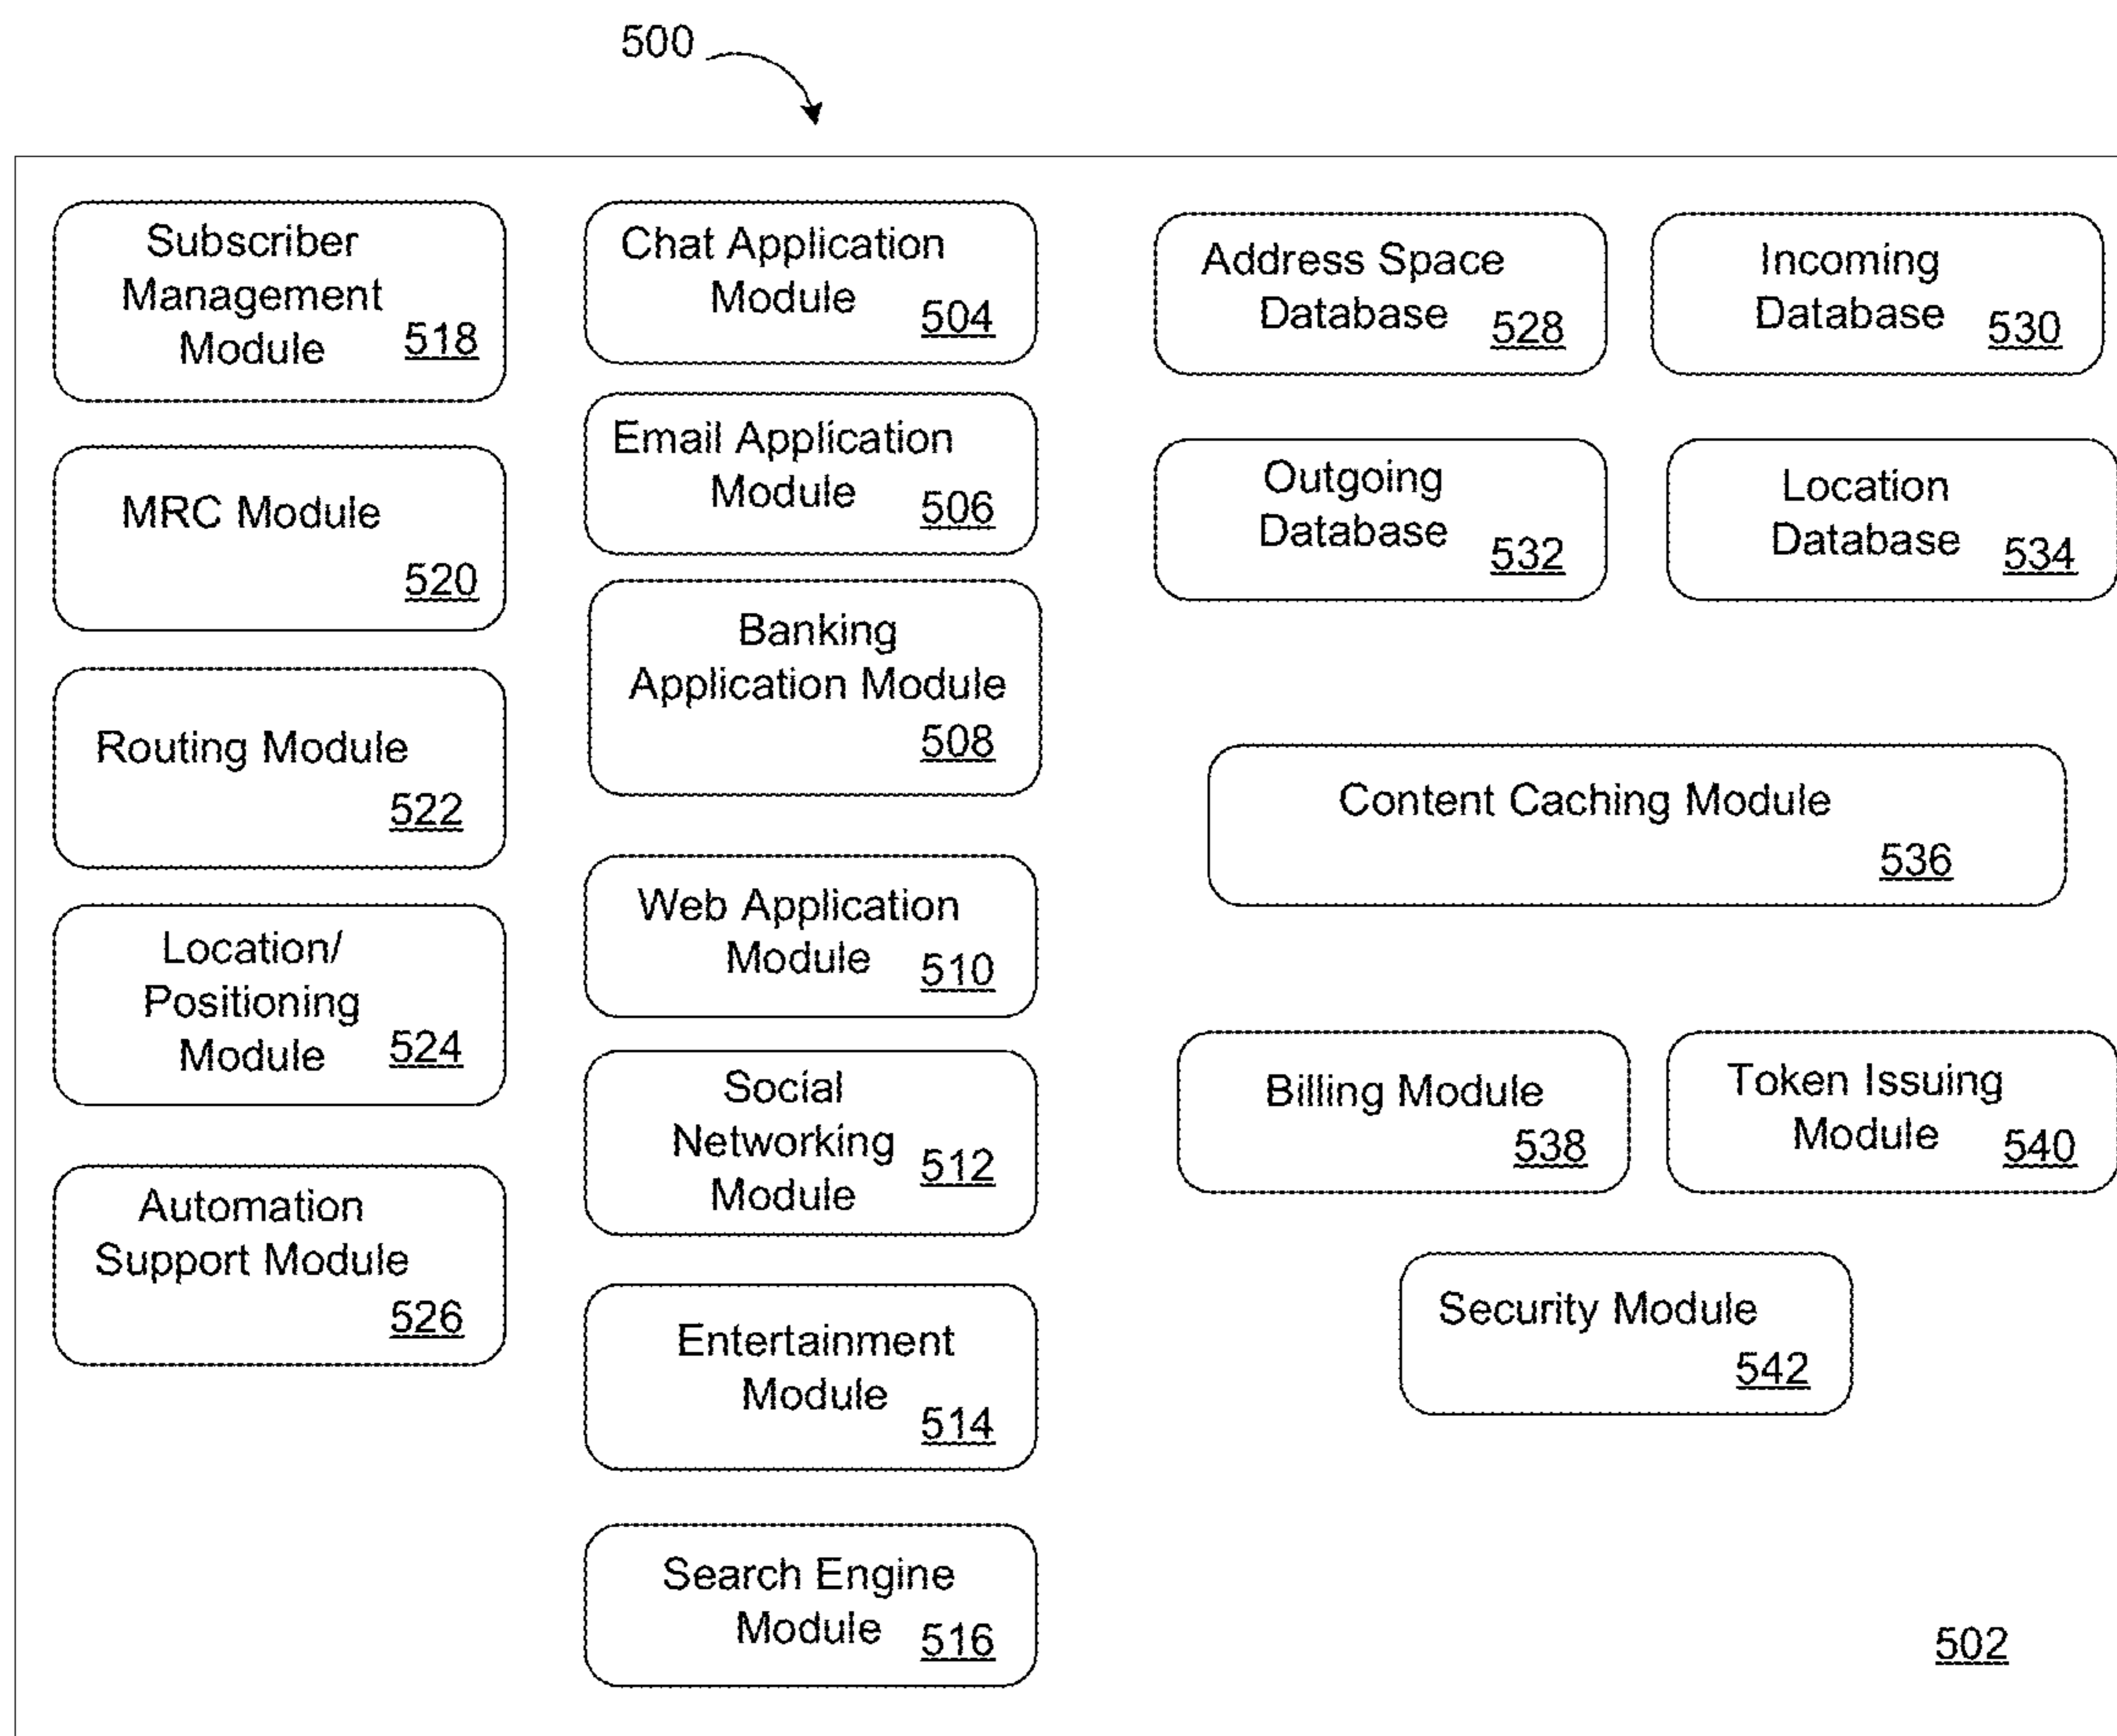 500
Subscriber
Management
Module 518
MRC Module
520
Routing Module
522
Location/
Positioning
Module 524
Automation
Support Module
526
Chat Application
Module 504
Email Application
Module 506
Banking
Application Module
508
Web Application
Module 510
Social
Networking 512
Module
Entertainment
Module
514
Search Engine
Module 516
Address Space
Database 528
Incoming
Database 530
Outgoing
Database 532
Location
Database 534
Content Caching Module
536
Billing Module
538
Token Issuing
Module 540
Security Module
542
502